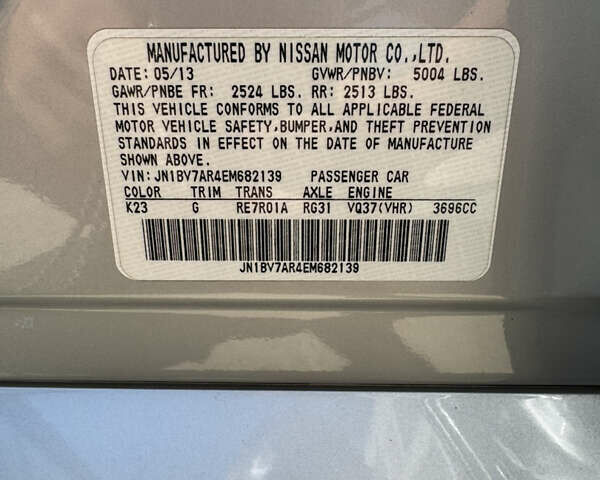 MANUFACTURED BY NISSAN MOTOR CO.,LTD.
DATE: 05/13 GVWR/PNBV: 5004 LBS.
GAWR/PNBE FR: 2524 LBS. RR: 2513 LBS.
THIS VEHICLE CONFORMS TO ALL APPLICABLE FEDERAL
MOTOR VEHICLE SAFETY,BUMPER,AND THEFT PREVENTION
STANDARDS IN EFFECT ON THE DATE OF MANUFACTURE
SHOWN ABOVE.
VIN: JN1BV7AR4EM682139 PASSENGER CAR
COLOR TRIM TRANS AXLE ENGINE
K23 G RE7R01A RG31 VQ37(VHR) 3696CC
JN1BV7AR4EM682139